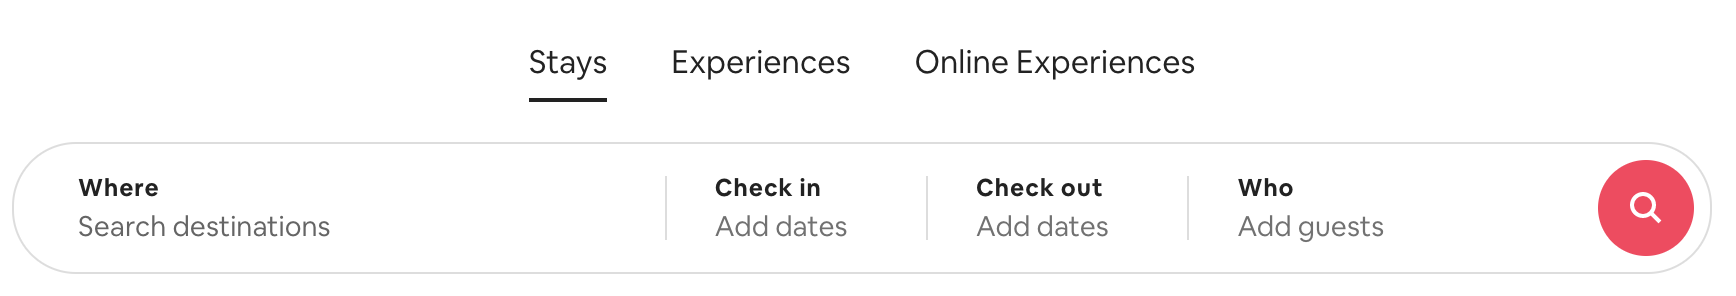 Stays Experiences Online Experiences
Where Check in Check out Who
Search destinations Add dates Add dates Add guests